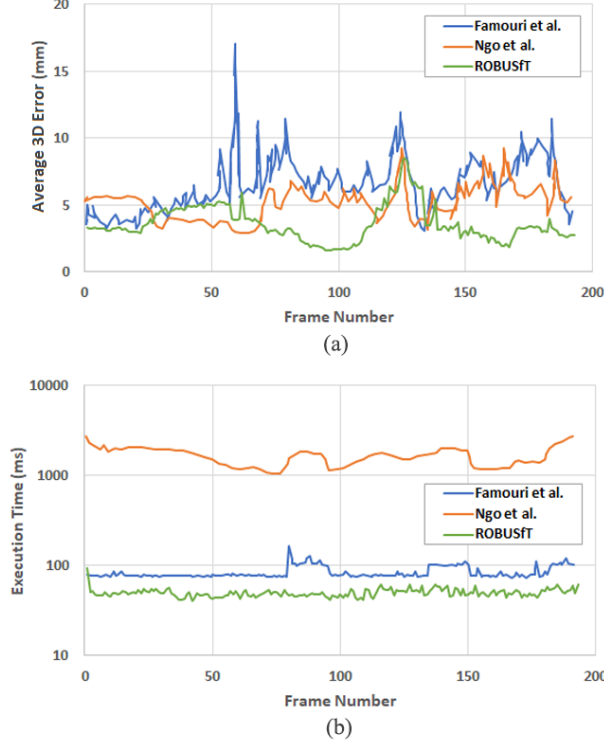 20
15
10
5
0
Average 3D Error (mm)
Famouri et al.
Ngo et al.
ROBUSfT
0 50 100 150 200
Frame Number
(a)
10000
1000
100
10
Execution Time (ms)
Famouri et al.
Ngo et al.
ROBUSfT
0 50 100 150 200
Frame Number
(b)